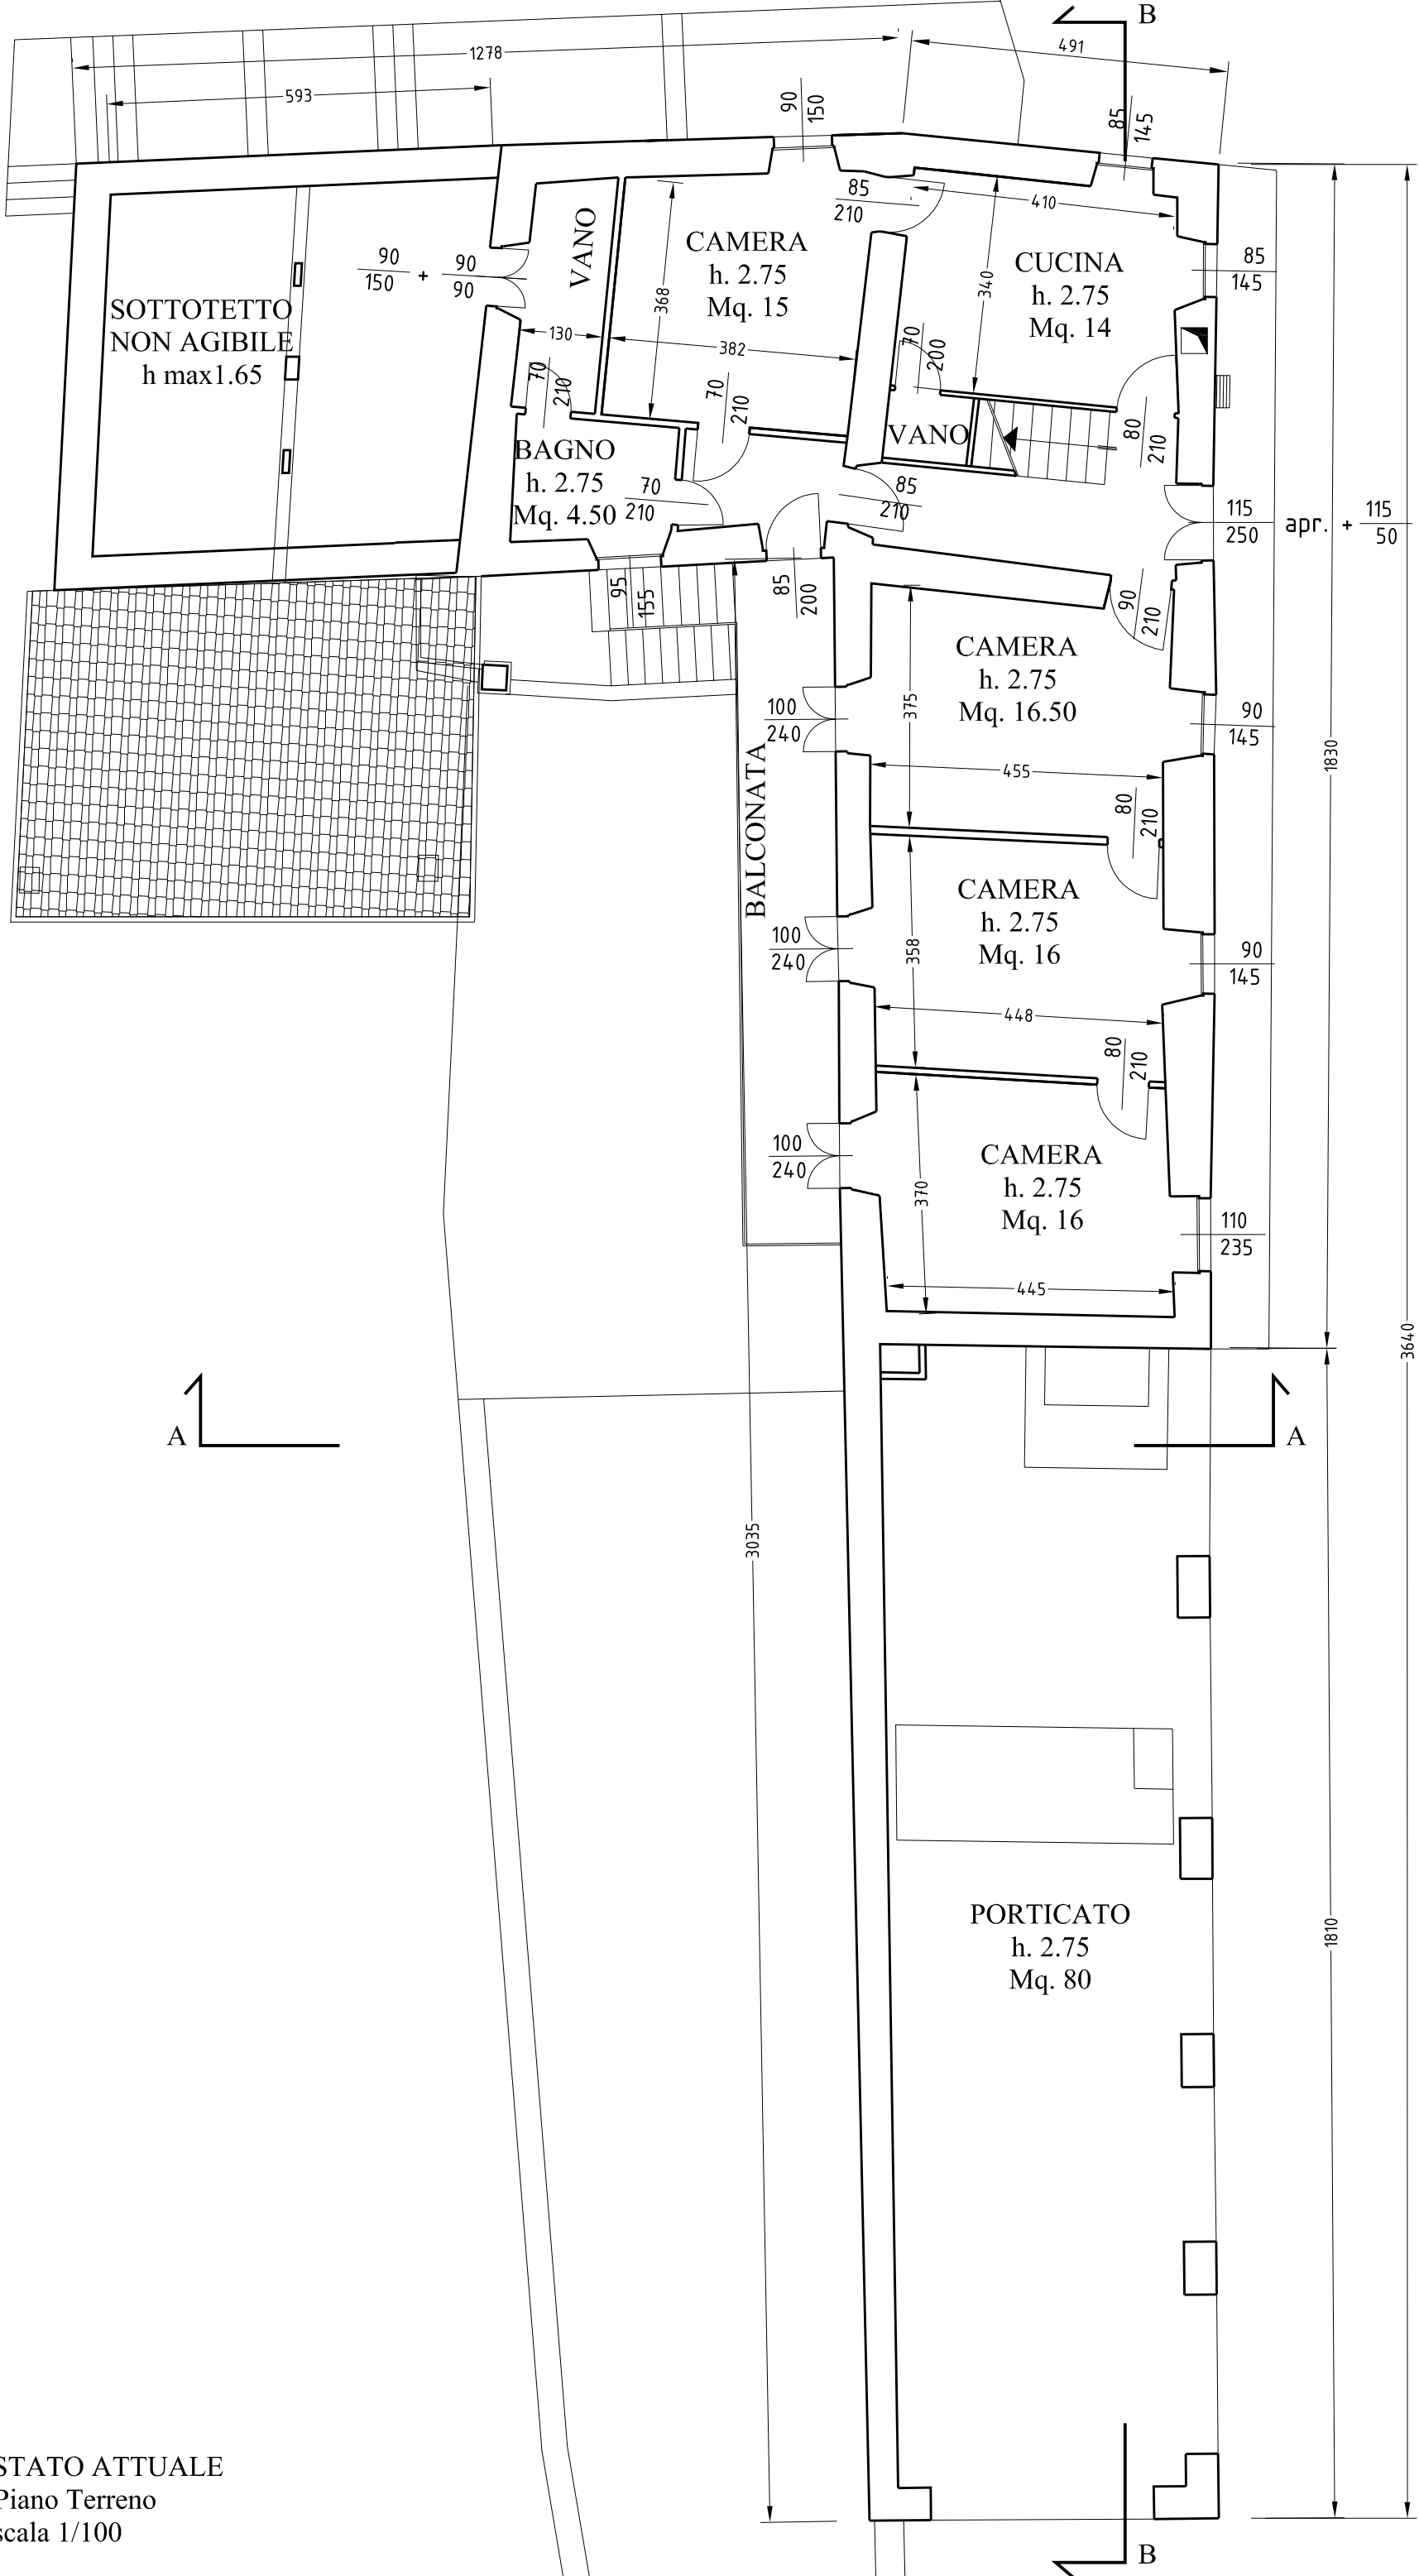 B
1278
491
593
90
150
85
145
85
210
410
CAMERA
h. 2.75
Mq. 15
VANO
368
382
340
CUCINA
h. 2.75
Mq. 14
85
145
90
150
+
90
90
SOTTOTETTO
NON AGIBILE
h max1.65
130
70
210
70
210
70
200
VANO
80
210
BAGNO
h. 2.75
Mq. 4.50
70
210
85
210
115
250
apr. +
115
50
95
155
85
200
90
210
CAMERA
h. 2.75
Mq. 16.50
375
100
240
90
145
455
1830
BALCONATA
80
210
CAMERA
h. 2.75
Mq. 16
358
100
240
90
145
448
80
210
CAMERA
h. 2.75
Mq. 16
100
240
370
110
235
445
3640
A
A
3035
PORTICATO
h. 2.75
Mq. 80
1810
STATO ATTUALE
Piano Terreno
scala 1/100
B